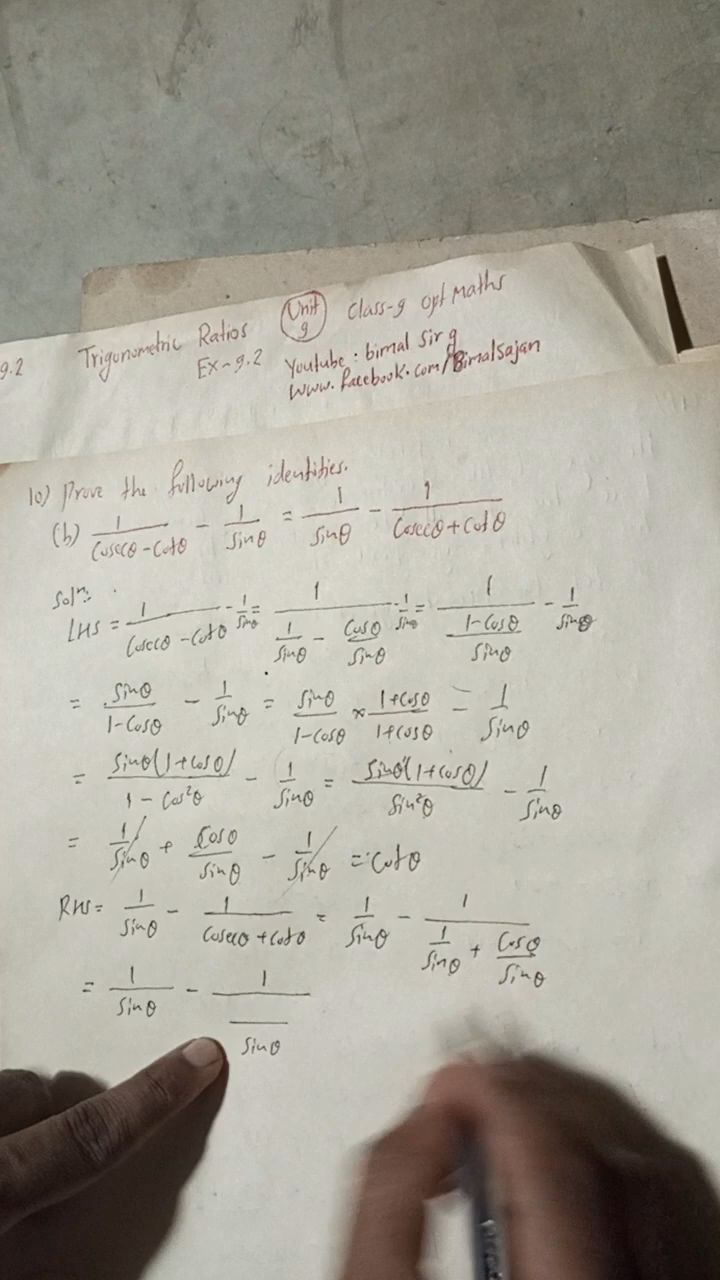 9.2 Trigonometric Ratios Unit 9 Class-9 Opt Maths
Ex-9.2 Youtube: bimal Sir g
www.facebook.com/BimalSajan
10) Prove the following identities.
(b) 1/(Cosecθ - Cotθ) - 1/Sinθ = 1/Sinθ - 1/(Cosecθ + Cotθ)
Solⁿ:
LHS = 1/(Cosecθ - Cotθ) - 1/Sinθ = 1/(1/Sinθ - Cosθ/Sinθ) - 1/Sinθ = 1/((1-Cosθ)/Sinθ) - 1/Sinθ
= Sinθ/(1-Cosθ) - 1/Sinθ = Sinθ/(1-Cosθ) × (1+Cosθ)/(1+Cosθ) = 1/Sinθ
= Sinθ(1+Cosθ)/(1-Cos²θ) - 1/Sinθ = Sinθ(1+Cosθ)/Sin²θ - 1/Sinθ
= 1/Sinθ + Cosθ/Sinθ - 1/Sinθ = Cotθ
RHS = 1/Sinθ - 1/(Cosecθ + Cotθ) = 1/Sinθ - 1/(1/Sinθ + Cosθ/Sinθ)
= 1/Sinθ - 1/( /Sinθ)